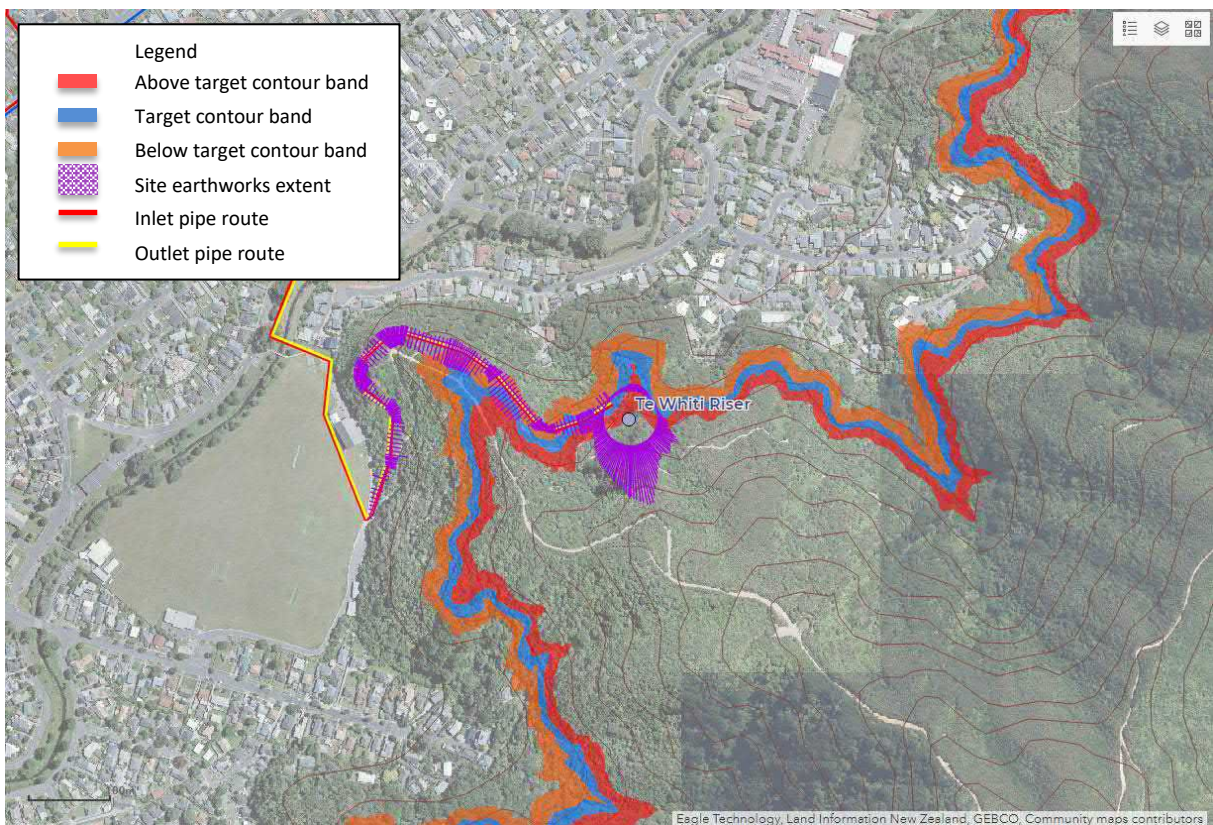 Legend
Above target contour band
Target contour band
Below target contour band
Site earthworks extent
Inlet pipe route
Outlet pipe route
Te Whiti Riser
100m
Eagle Technology, Land Information New Zealand, GEBCO, Community maps contributors